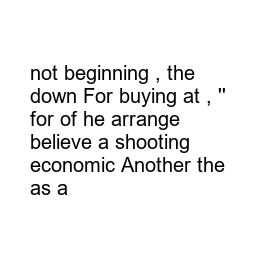 not beginning , the
down For buying at , "
for of he arrange
believe a shooting
economic Another the
as a